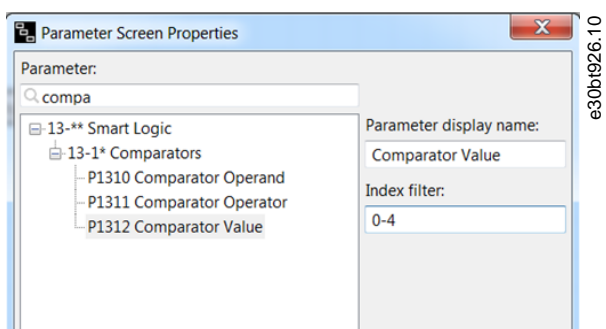 Parameter Screen Properties
Parameter:
compa
13-** Smart Logic
13-1* Comparators
P1310 Comparator Operand
P1311 Comparator Operator
P1312 Comparator Value
Parameter display name:
Comparator Value
Index filter:
0-4
e30bt926.10